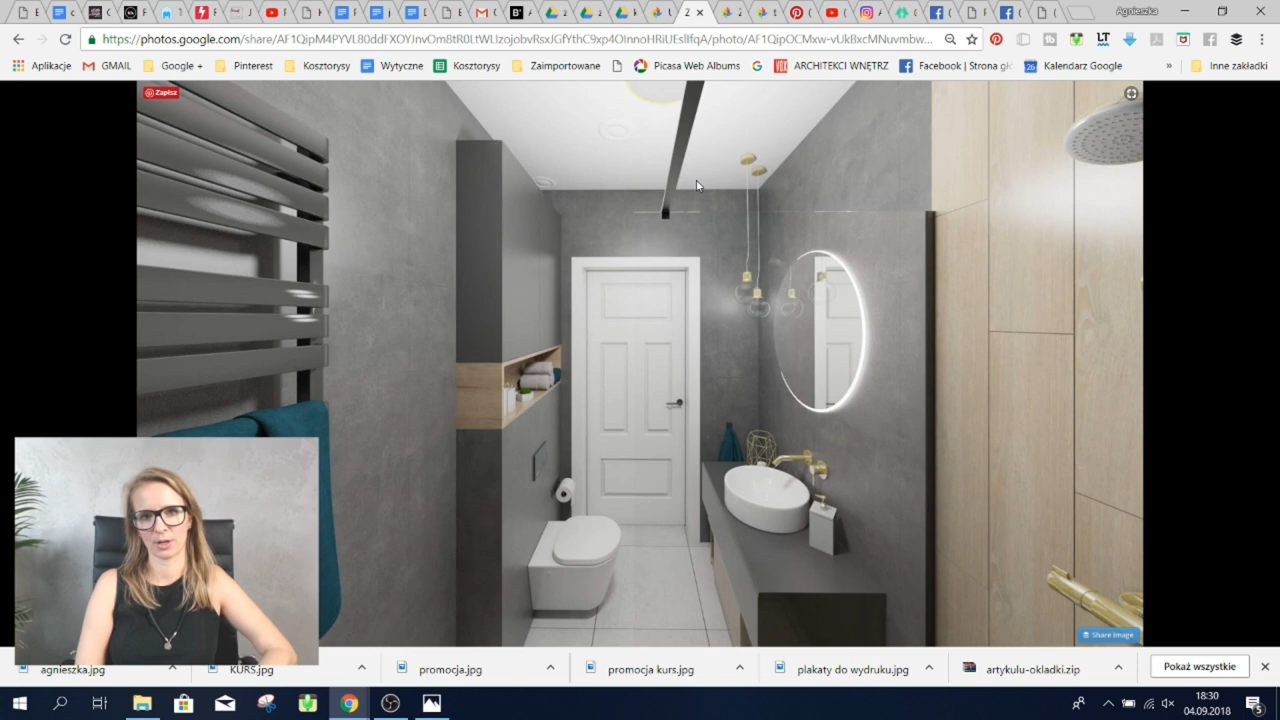 Agnieszka
https://photos.google.com/share/AF1QipM4PYVL80ddFXOYJnvOm8tR0LtWLIzojobvRsxJGfYthC9xp4OInnoHRiUEsIIfqA/photo/AF1QipOCMxw-vUkBxcMNuvmbw...
Aplikacje GMAIL Google + Pinterest Kosztorysy Wytyczne Kosztorysy Zaimportowane Picasa Web Albums ARCHITEKCI WNĘTRZ Facebook | Strona gł Kalendarz Google » Inne zakładki
Zapisz
Share Image
agnieszka.jpg KURS.jpg promocja.jpg promocja kurs.jpg plakaty do wydruku.jpg artykulu-okladki.zip Pokaż wszystkie
18:30
04.09.2018
5